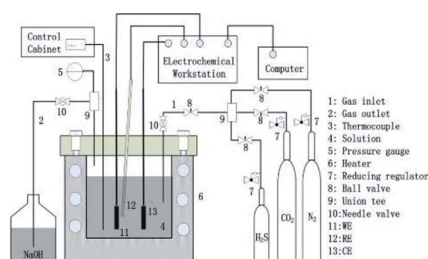 Control
Cabinet
Electrochemical
Workstation
Computer
5
2
10
9
3
1
8
10
9
8
8
8
7
7
7
6
12
13
11
4
NaOH
H2S
CO2
N2
1: Gas inlet
2: Gas outlet
3: Thermocouple
4: Solution
5: Pressure gauge
6: Heater
7: Reducing regulator
8: Ball valve
9: Union tee
10:Needle valve
11:WE
12:RE
13:CE